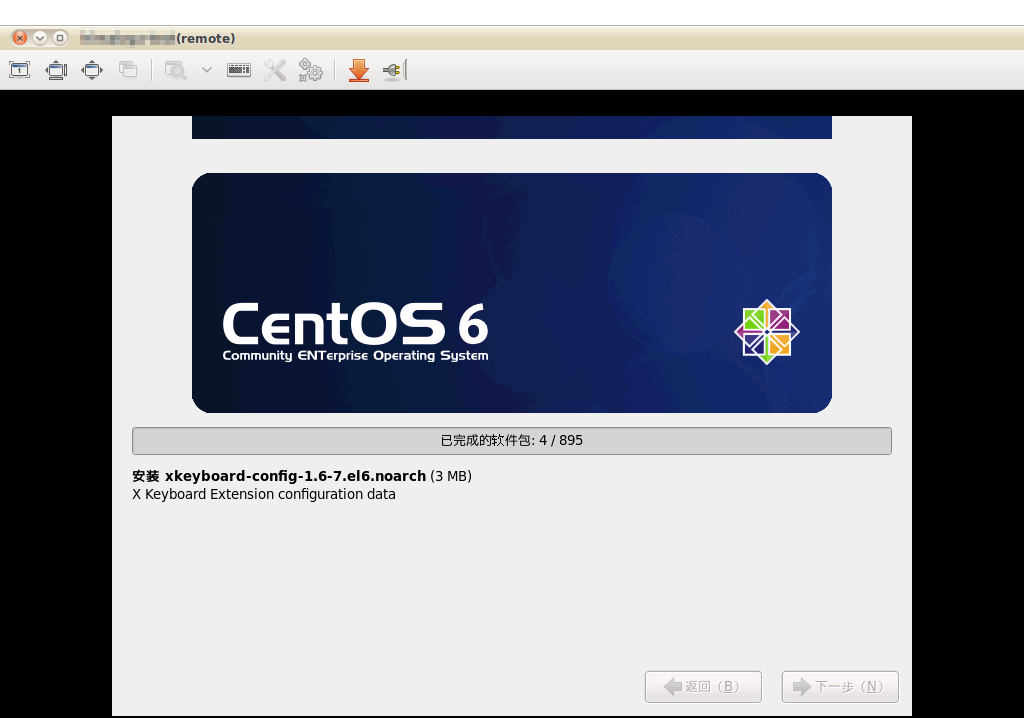 (remote)
CentOS 6
Community ENTerprise Operating System
已完成的软件包: 4 / 895
安装 xkeyboard-config-1.6-7.el6.noarch (3 MB)
X Keyboard Extension configuration data
返回（B） 下一步（N）